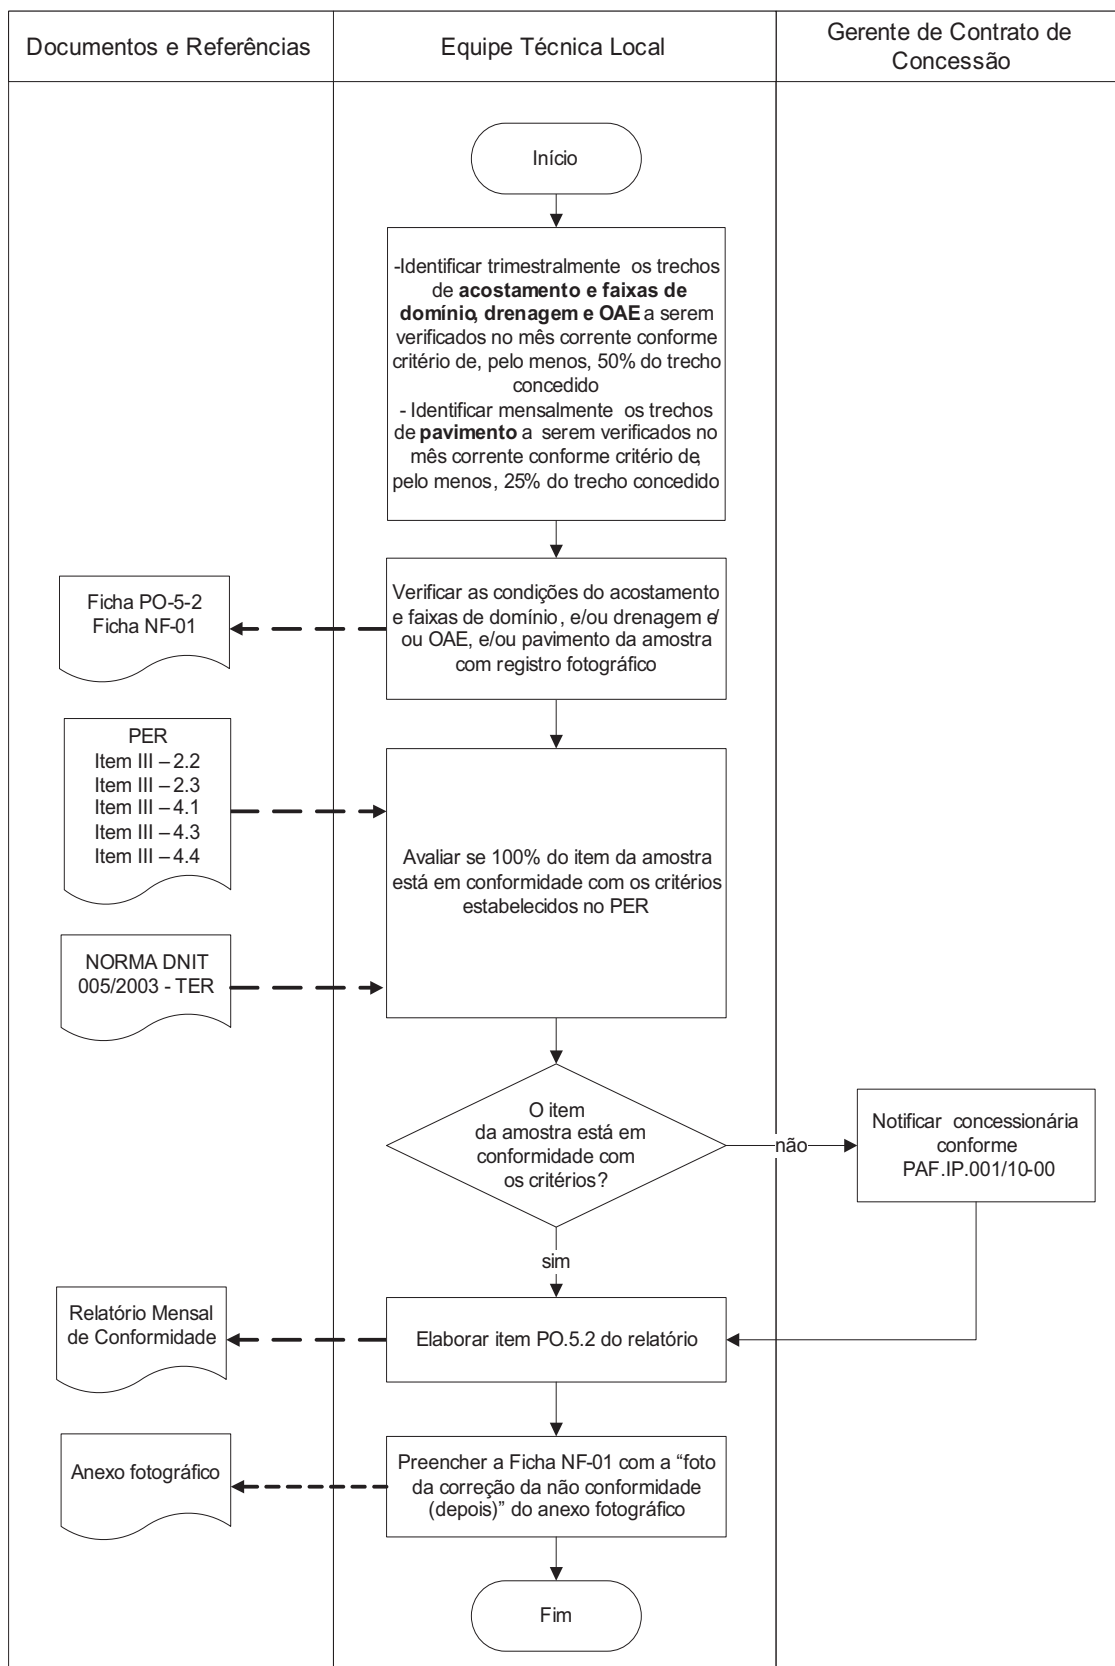 Documentos e Referências
Equipe Técnica Local
Gerente de Contrato de
Concessão
Início
-Identificar trimestralmente os trechos
de acostamento e faixas de
domínio, drenagem e OAE a serem
verificados no mês corrente conforme
critério de, pelo menos, 50% do trecho
concedido
- Identificar mensalmente os trechos
de pavimento a serem verificados no
mês corrente conforme critério de,
pelo menos, 25% do trecho concedido
Ficha PO-5-2
Ficha NF-01
Verificar as condições do acostamento
e faixas de domínio, e/ou drenagem e/
ou OAE, e/ou pavimento da amostra
com registro fotográfico
PER
Item III – 2.2
Item III – 2.3
Item III – 4.1
Item III – 4.3
Item III – 4.4
Avaliar se 100% do item da amostra
está em conformidade com os critérios
estabelecidos no PER
NORMA DNIT
005/2003 - TER
O item
da amostra está em
conformidade com
os critérios?
não
Notificar concessionária
conforme
PAF.IP.001/10-00
sim
Relatório Mensal
de Conformidade
Elaborar item PO.5.2 do relatório
Anexo fotográfico
Preencher a Ficha NF-01 com a “foto
da correção da não conformidade
(depois)” do anexo fotográfico
Fim